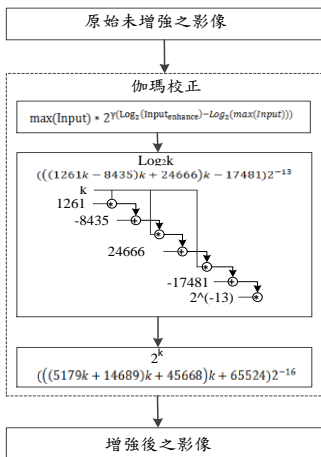 原始未增強之影像
伽瑪校正
max(Input) * 2^{γ(Log₂(Input_enhance)−Log₂(max(Input)))}
Log₂k
(((1261k − 8435)k + 24666)k − 17481)2^{−13}
k
1261
-8435
24666
-17481
2^(-13)
2^k
(((5179k + 14689)k + 45668)k + 65524)2^{−16}
增強後之影像